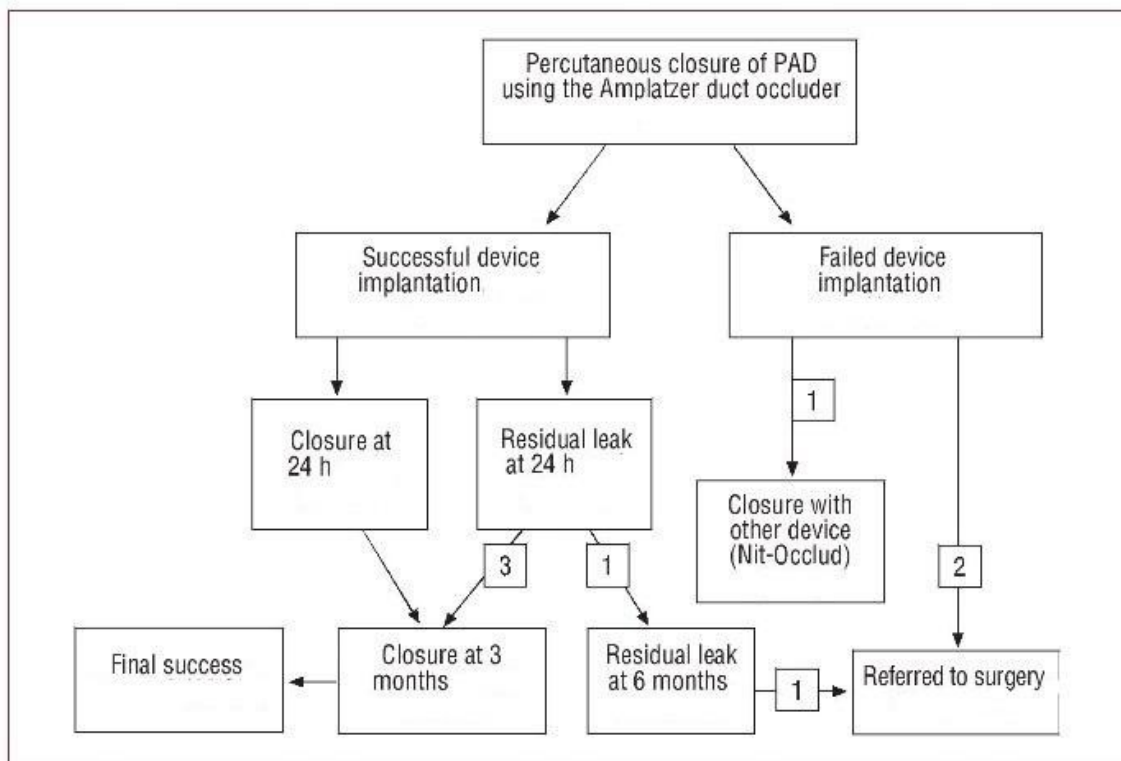 Percutaneous closure of PAD
using the Amplatzer duct occluder
Successful device
implantation
Failed device
implantation
1
Closure at
24 h
Residual leak
at 24 h
Closure with
other device
(Nit-Occlud)
3
1
2
Final success
Closure at 3
months
Residual leak
at 6 months
1
Referred to surgery